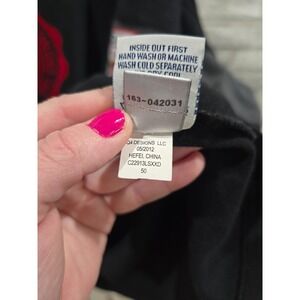 INSIDE OUT FIRST
HAND WASH OR MACHINE
WASH COLD SEPARATELY
163-042031
DESIGNS LLC
05/2012
HEFEI, CHINA
C22913LSXXD
50